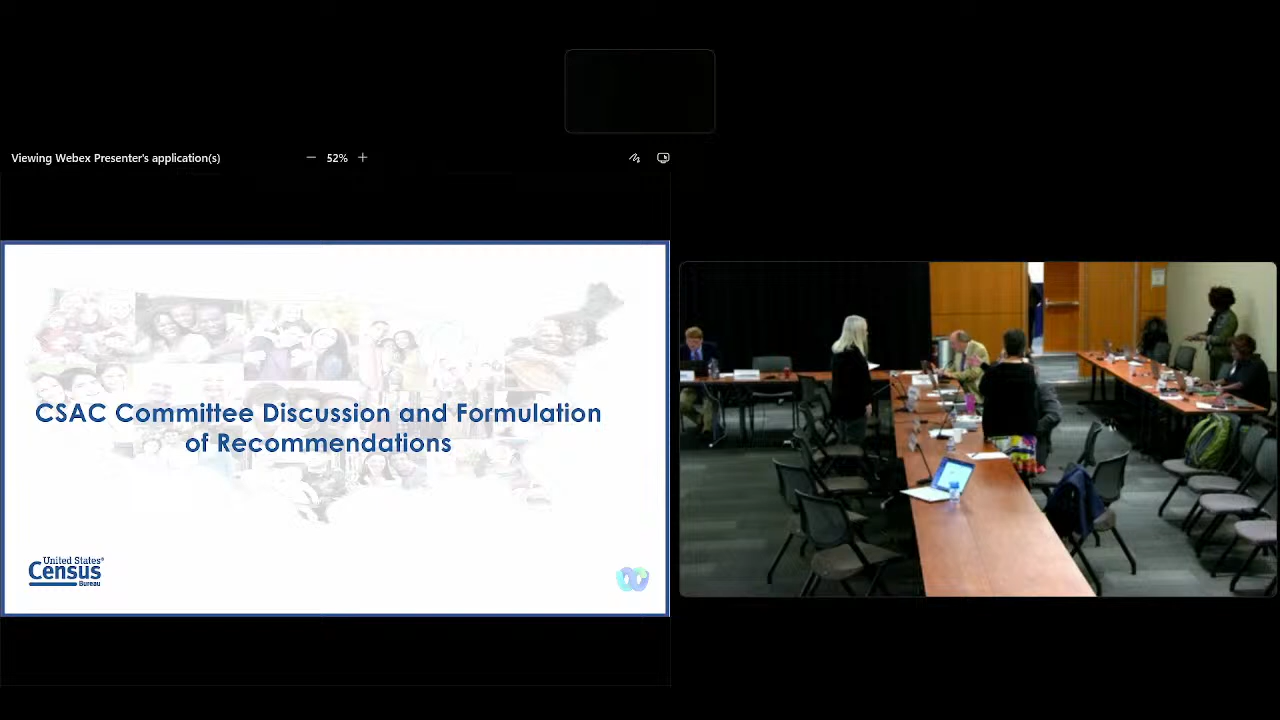 Viewing Webex Presenter's application(s)
52%
CSAC Committee Discussion and Formulation
of Recommendations
United States®
Census
Bureau